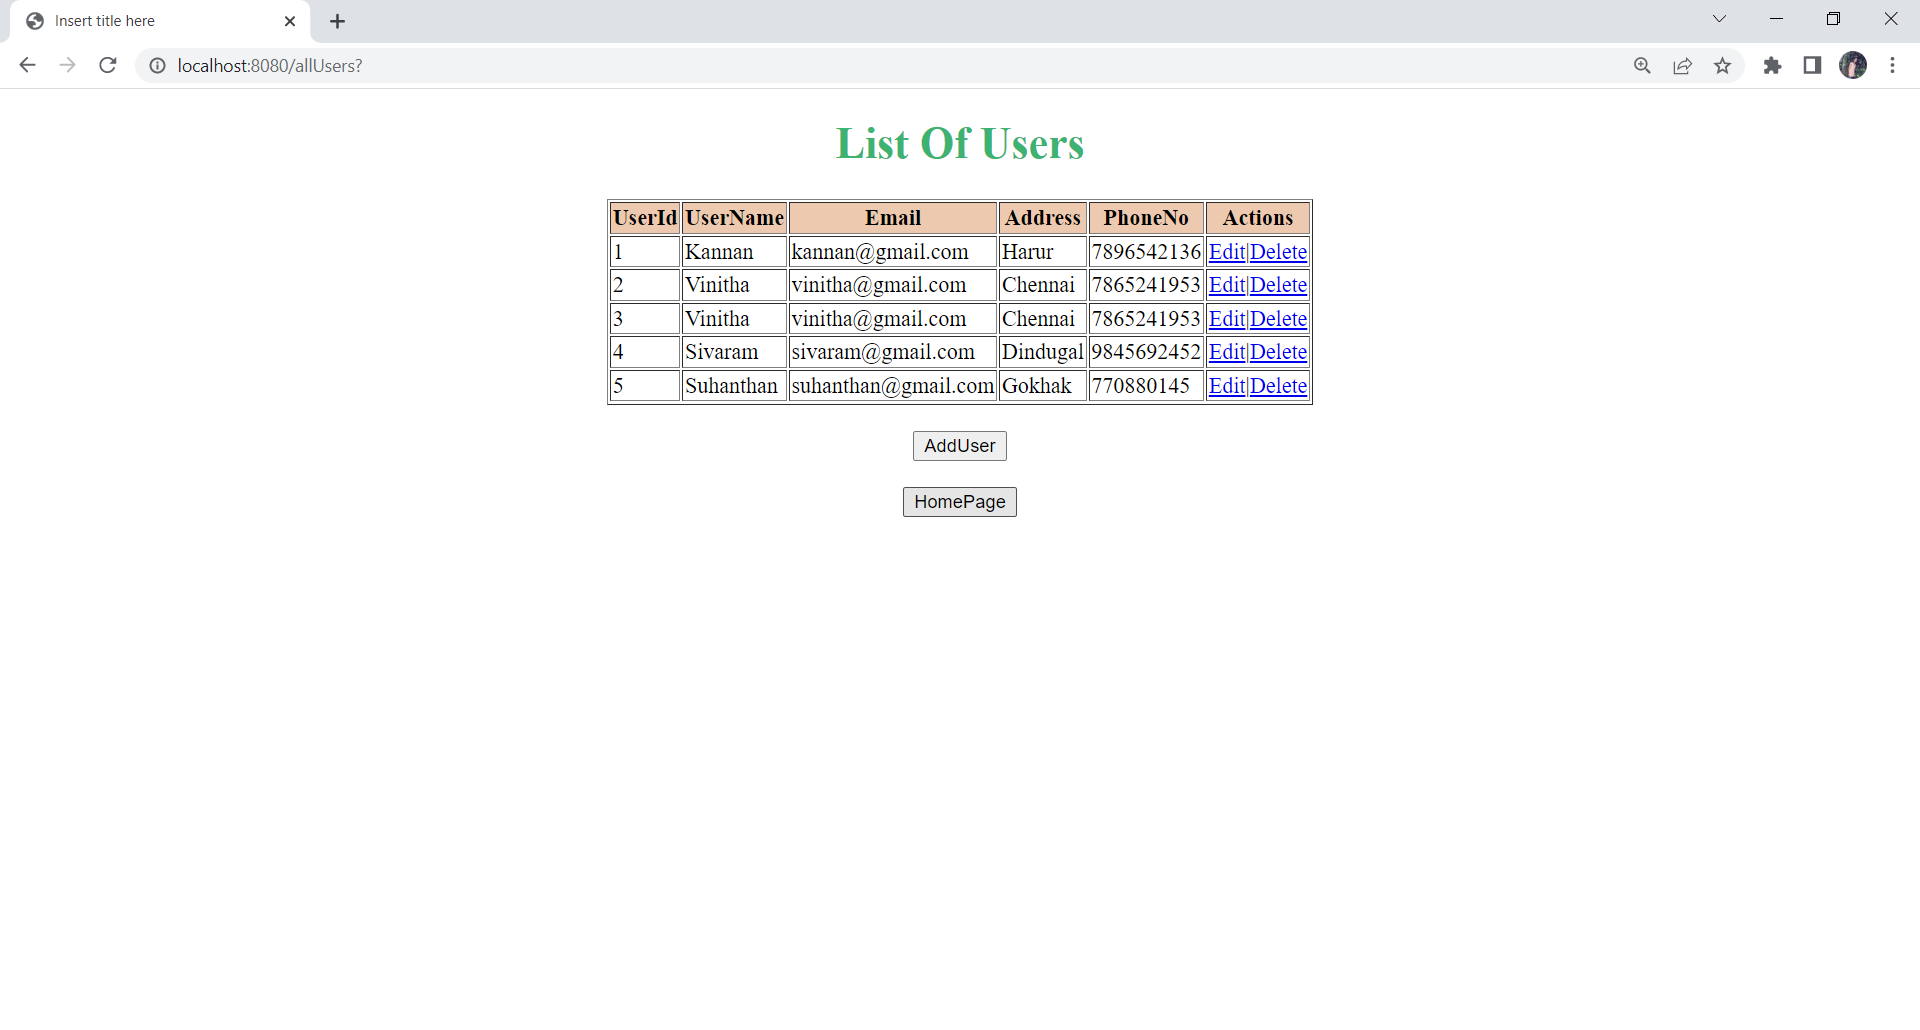 Insert title here
localhost:8080/allUsers?
List Of Users
UserId UserName Email Address PhoneNo Actions
1 Kannan kannan@gmail.com Harur 7896542136 Edit|Delete
2 Vinitha vinitha@gmail.com Chennai 7865241953 Edit|Delete
3 Vinitha vinitha@gmail.com Chennai 7865241953 Edit|Delete
4 Sivaram sivaram@gmail.com Dindugal 9845692452 Edit|Delete
5 Suhanthan suhanthan@gmail.com Gokhak 770880145 Edit|Delete
AddUser
HomePage